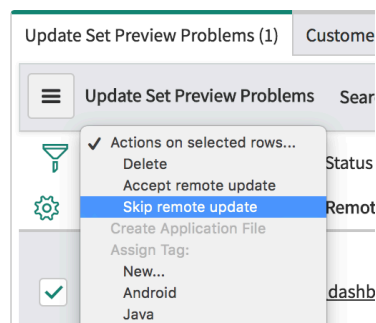 Update Set Preview Problems (1) Custome
Update Set Preview Problems Sear
Actions on selected rows...
Delete
Status
Accept remote update
Skip remote update
Remot
Create Application File
Assign Tag:
New...
Android
dashb
Java